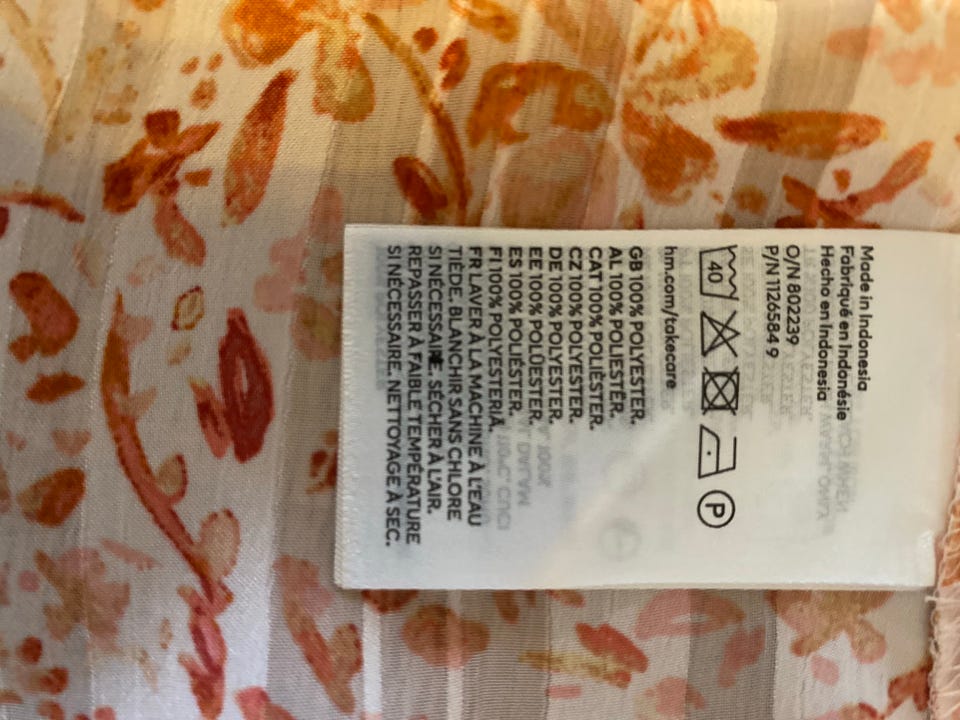 Made in Indonesia
Fabriqué en Indonésie
Hecho en Indonesia
O/N 802239
P/N 1126584 9
40
P
hm.com/takecare
GB 100% POLYESTER.
AL 100% POLIESTËR.
CAT 100% POLIÈSTER.
CZ 100% POLYESTER.
DE 100% POLYESTER.
EE 100% POLÜESTER.
ES 100% POLIÉSTER.
FI 100% POLYESTERIÄ.
FR LAVER À LA MACHINE À L'EAU
TIÈDE. BLANCHIR SANS CHLORE
SI NÉCESSAIRE. SÉCHER À L'AIR.
REPASSER À FAIBLE TEMPÉRATURE
SI NÉCESSAIRE. NETTOYAGE À SEC.